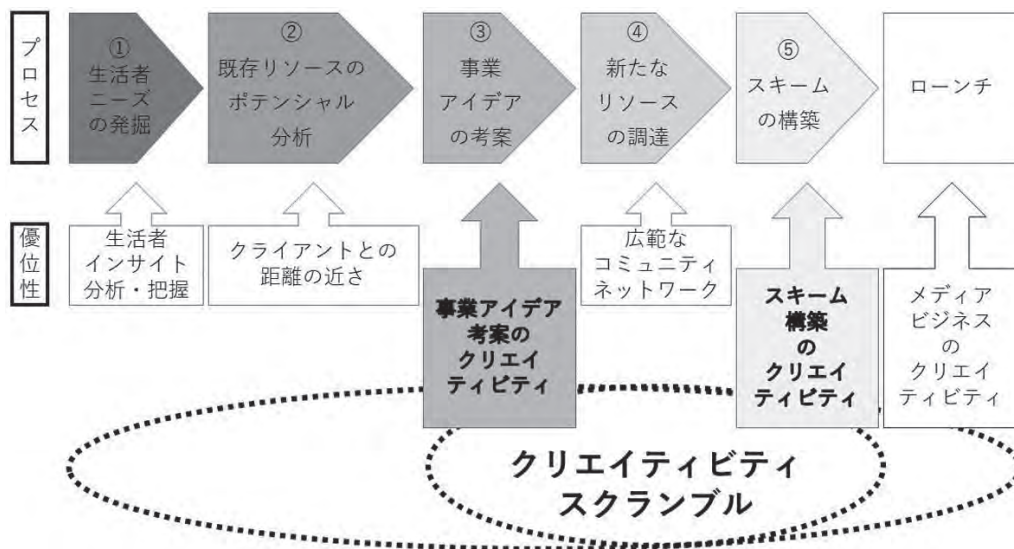 プロセス
①
生活者
ニーズ
の発掘
②
既存リソースの
ポテンシャル
分析
③
事業
アイデア
の考案
④
新たな
リソース
の調達
⑤
スキーム
の構築
ローンチ
優位性
生活者
インサイト
分析・把握
クライアントとの
距離の近さ
事業アイデア
考案の
クリエイ
ティビティ
広範な
コミュニティ
ネットワーク
スキーム
構築
の
クリエイ
ティビティ
メディア
ビジネス
の
クリエイ
ティビティ
クリエイティビティ
スクランブル